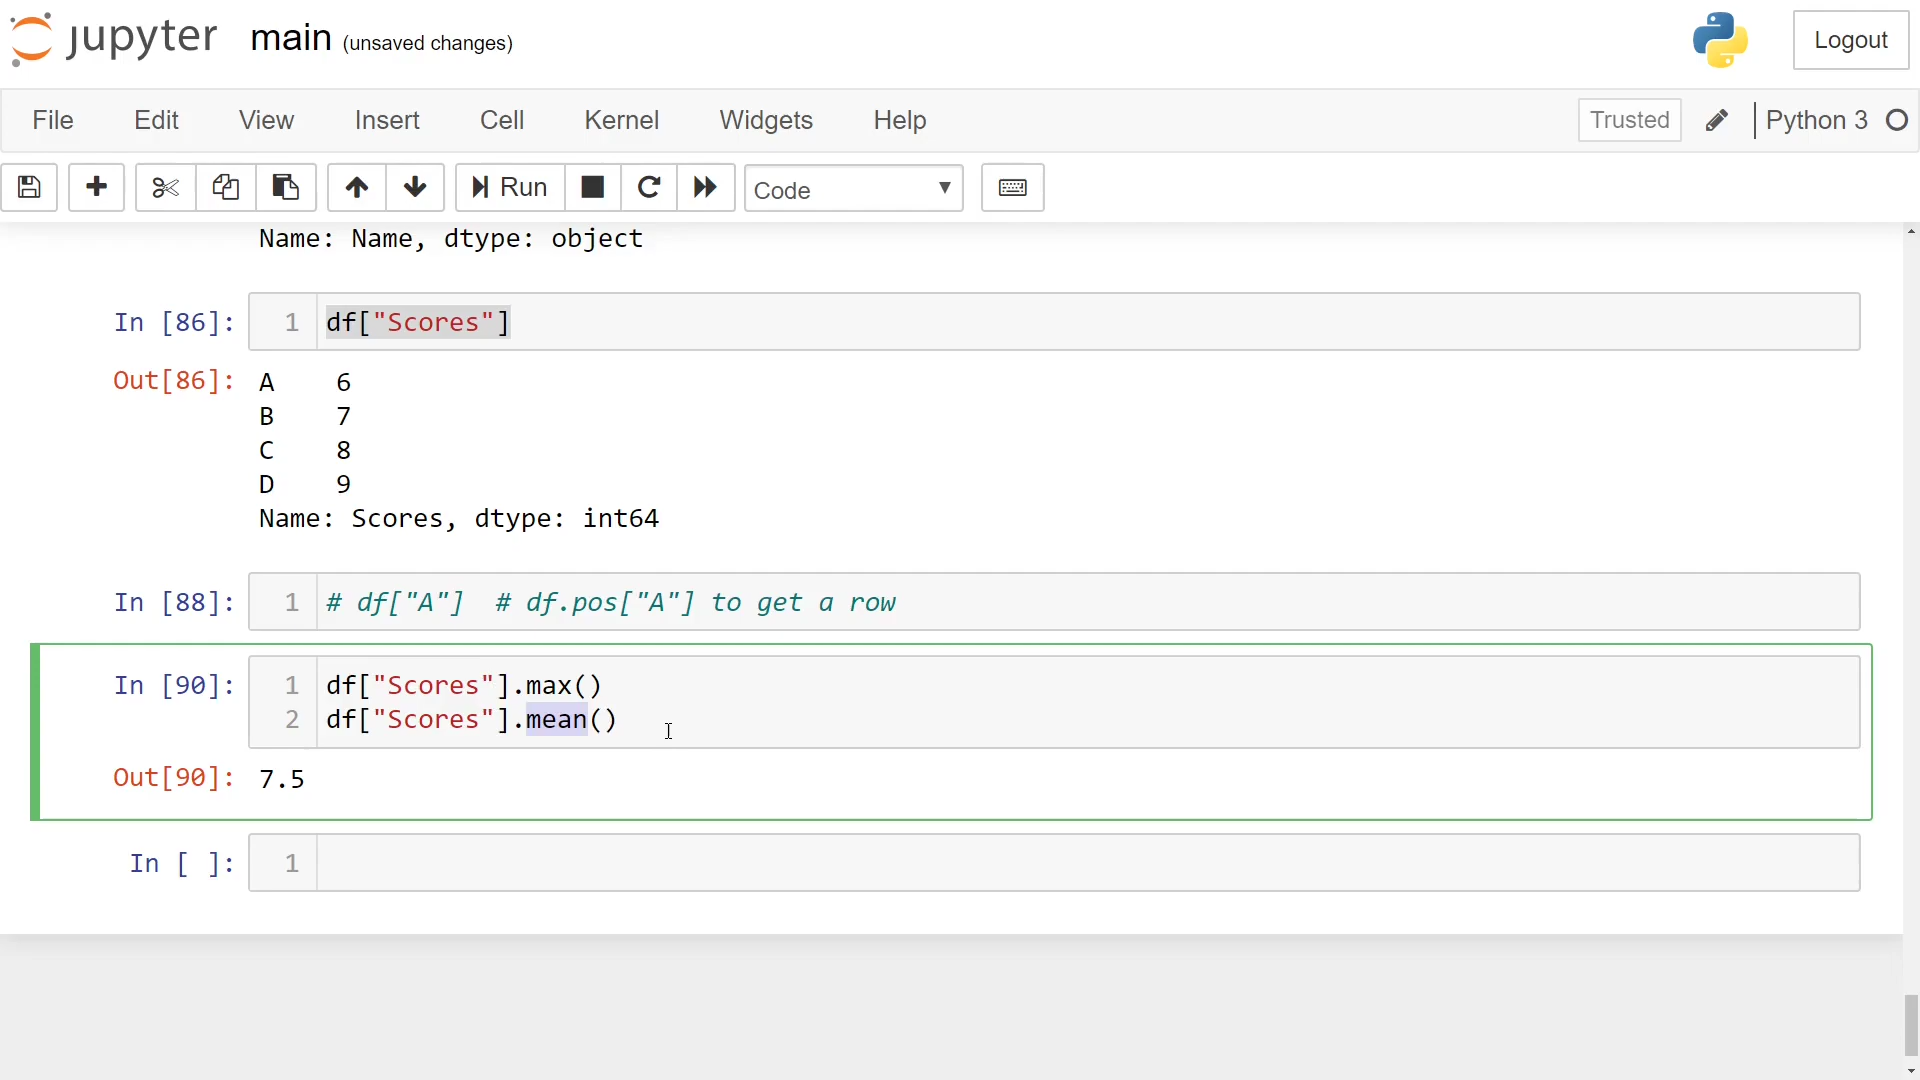 jupyter main (unsaved changes) Logout
File Edit View Insert Cell Kernel Widgets Help Trusted Python 3
Run Code
Name: Name, dtype: object
In [86]: 1 df["Scores"]
Out[86]: A 6
B 7
C 8
D 9
Name: Scores, dtype: int64
In [88]: 1 # df["A"]  # df.pos["A"] to get a row
In [90]: 1 df["Scores"].max()
2 df["Scores"].mean()
Out[90]: 7.5
In [ ]: 1